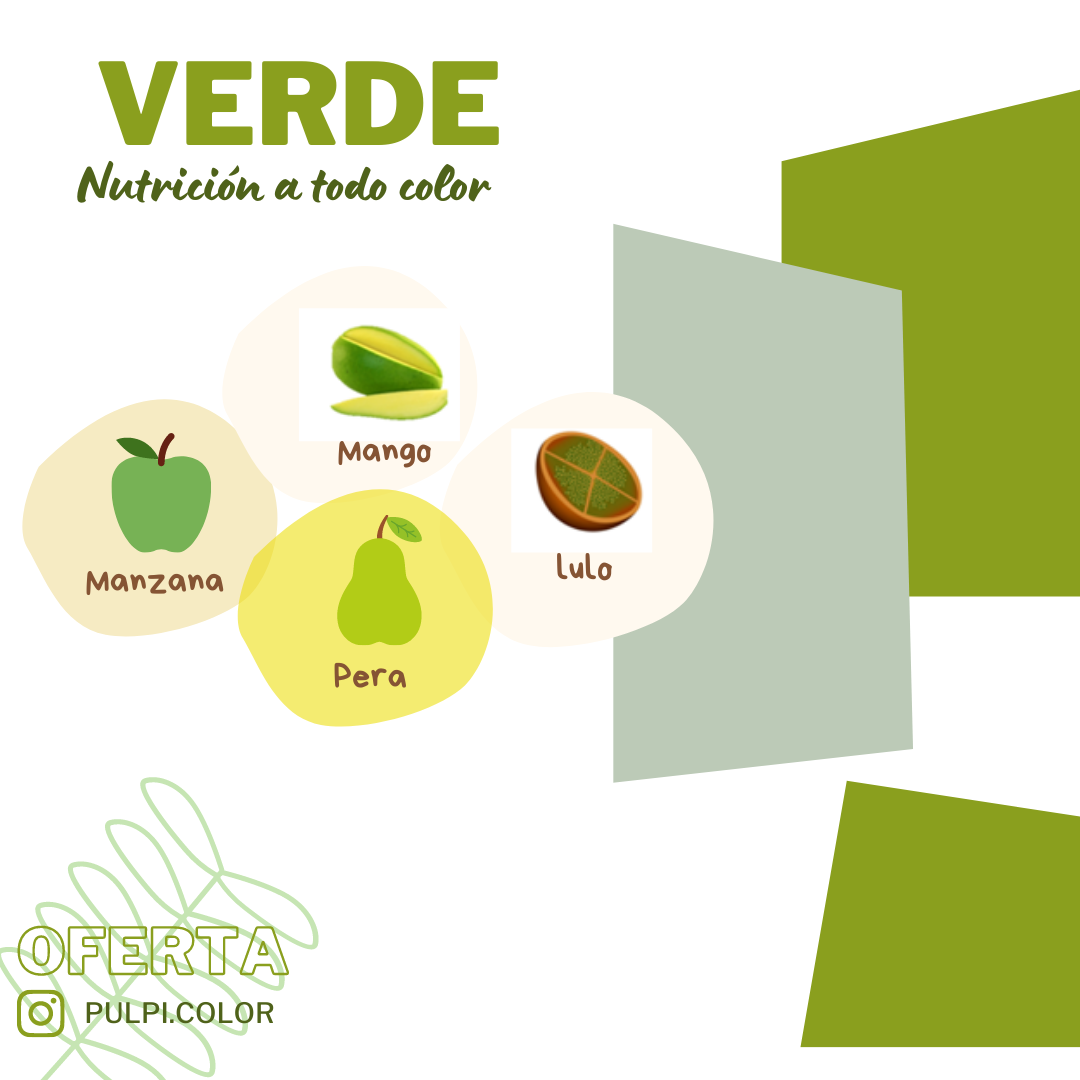 VERDE
Nutrición a todo color
Mango
Manzana
lulo
Pera
OFERTA
PULPI.COLOR